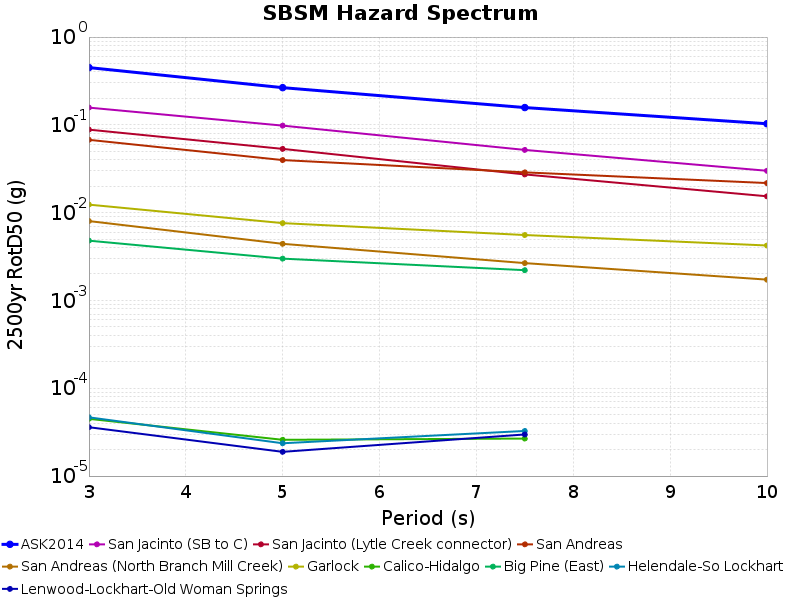 SBSM Hazard Spectrum
2500yr RotD50 (g)
10^0
10^-1
10^-2
10^-3
10^-4
10^-5
3 4 5 6 7 8 9 10
Period (s)
ASK2014 San Jacinto (SB to C) San Jacinto (Lytle Creek connector) San Andreas
San Andreas (North Branch Mill Creek) Garlock Calico-Hidalgo Big Pine (East) Helendale-So Lockhart
Lenwood-Lockhart-Old Woman Springs